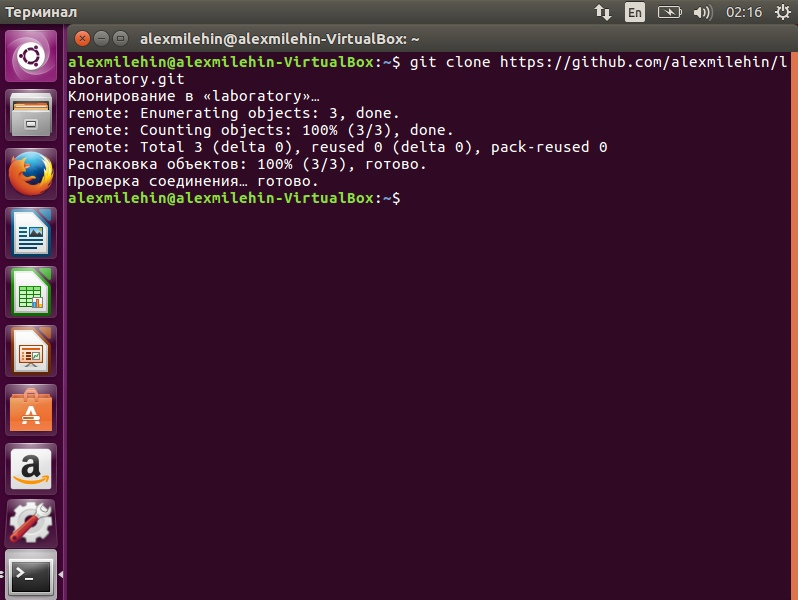 Терминал
En
02:16
alexmilehin@alexmilehin-VirtualBox: ~
alexmilehin@alexmilehin-VirtualBox:~$ git clone https://github.com/alexmilehin/l
aboratory.git
Клонирование в «laboratory»…
remote: Enumerating objects: 3, done.
remote: Counting objects: 100% (3/3), done.
remote: Total 3 (delta 0), reused 0 (delta 0), pack-reused 0
Распаковка объектов: 100% (3/3), готово.
Проверка соединения… готово.
alexmilehin@alexmilehin-VirtualBox:~$